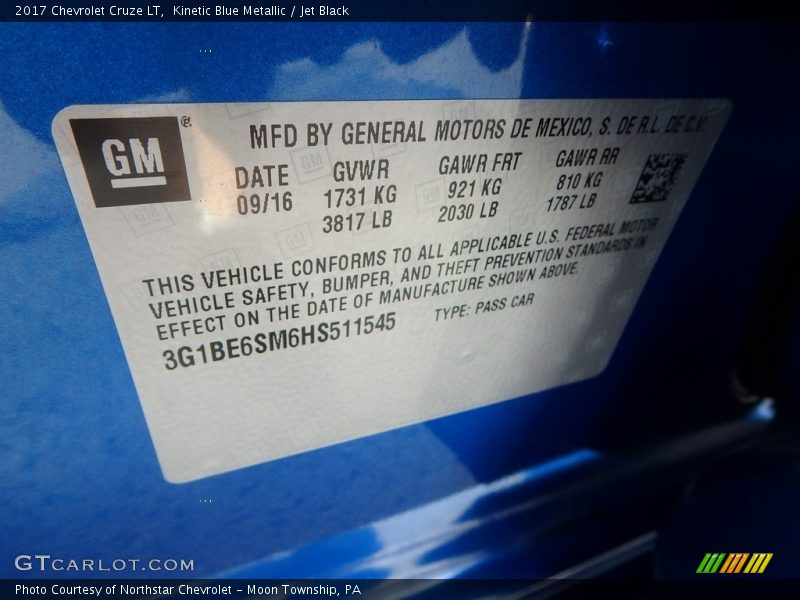 2017 Chevrolet Cruze LT,  Kinetic Blue Metallic / Jet Black
GM®
MFD BY GENERAL MOTORS DE MEXICO, S. DE R.L. DE C.V.
DATE GVWR GAWR FRT GAWR RR
09/16 1731 KG 921 KG 810 KG
3817 LB 2030 LB 1787 LB
THIS VEHICLE CONFORMS TO ALL APPLICABLE U.S. FEDERAL MOTOR
VEHICLE SAFETY, BUMPER, AND THEFT PREVENTION STANDARDS IN
EFFECT ON THE DATE OF MANUFACTURE SHOWN ABOVE.
3G1BE6SM6HS511545 TYPE: PASS CAR
GTCARLOT.COM
Photo Courtesy of Northstar Chevrolet - Moon Township, PA